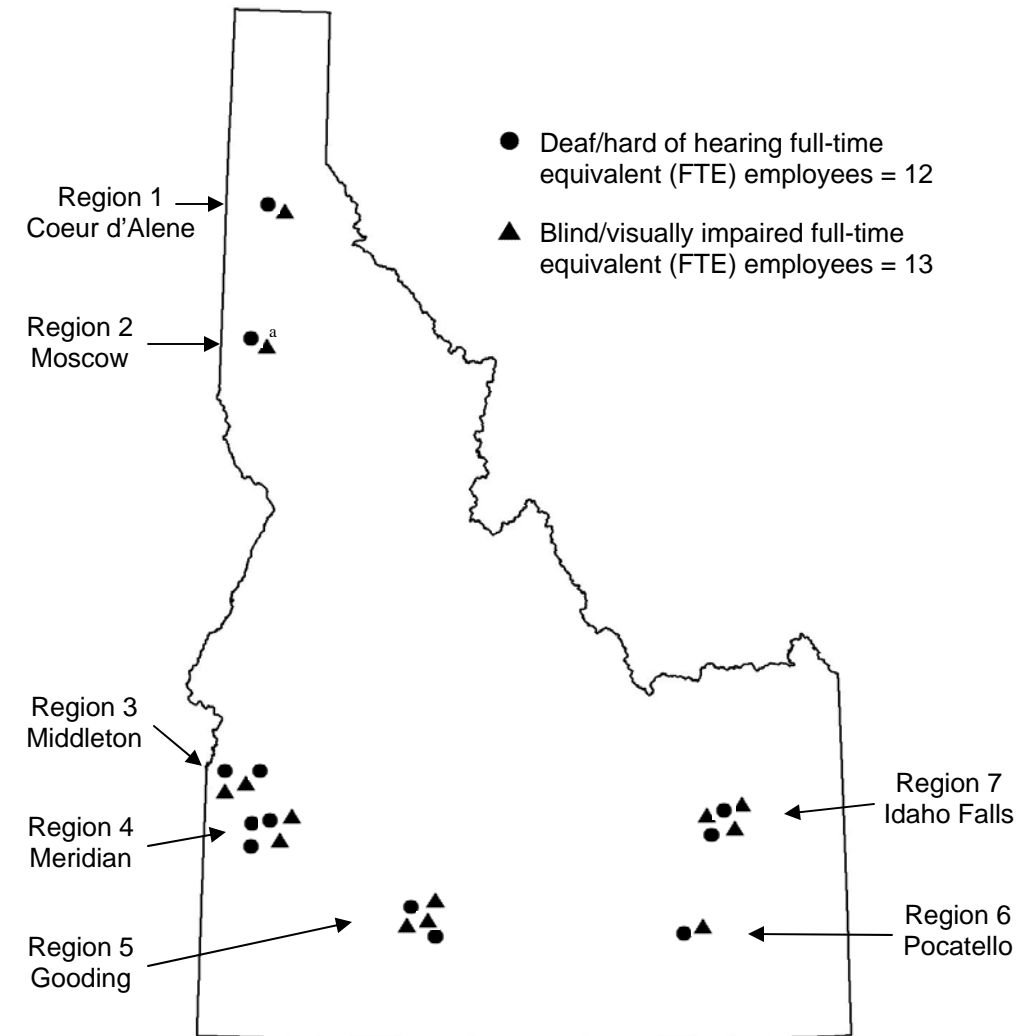 Deaf/hard of hearing full-time
equivalent (FTE) employees = 12
Blind/visually impaired full-time
equivalent (FTE) employees = 13
Region 1
Coeur d’Alene
Region 2
Moscow
a
Region 3
Middleton
Region 4
Meridian
Region 5
Gooding
Region 7
Idaho Falls
Region 6
Pocatello